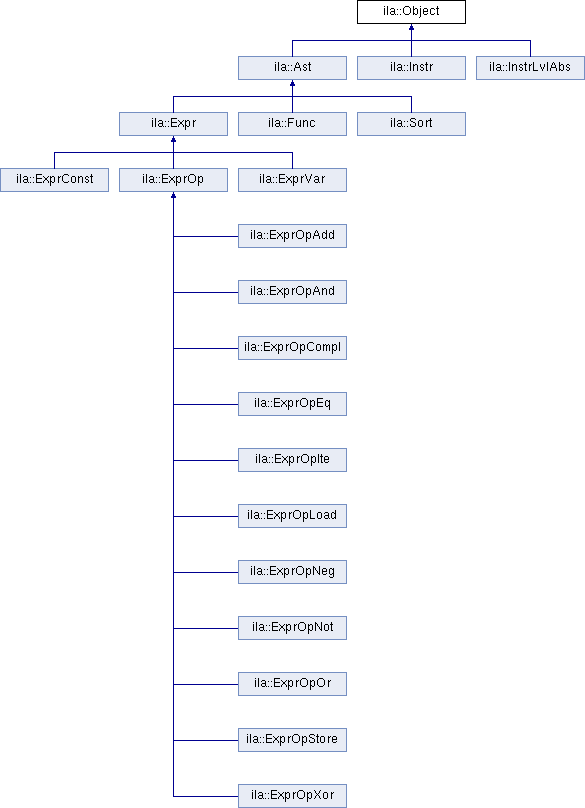 ila::Object
ila::Ast
ila::Instr
ila::InstrLvlAbs
ila::Expr
ila::Func
ila::Sort
ila::ExprConst
ila::ExprOp
ila::ExprVar
ila::ExprOpAdd
ila::ExprOpAnd
ila::ExprOpCompl
ila::ExprOpEq
ila::ExprOpIte
ila::ExprOpLoad
ila::ExprOpNeg
ila::ExprOpNot
ila::ExprOpOr
ila::ExprOpStore
ila::ExprOpXor